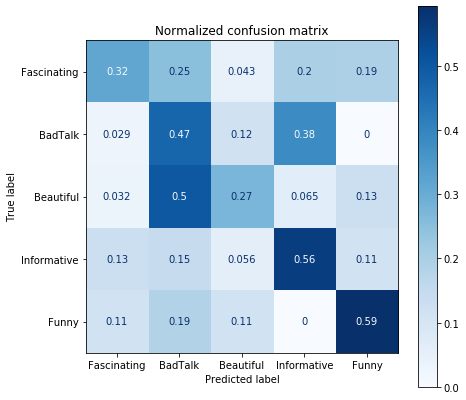 Normalized confusion matrix
Fascinating 0.32 0.25 0.043 0.2 0.19
BadTalk 0.029 0.47 0.12 0.38 0
Beautiful 0.032 0.5 0.27 0.065 0.13
Informative 0.13 0.15 0.056 0.56 0.11
Funny 0.11 0.19 0.11 0 0.59
Fascinating BadTalk Beautiful Informative Funny
Predicted label
True label
0.5
0.4
0.3
0.2
0.1
0.0